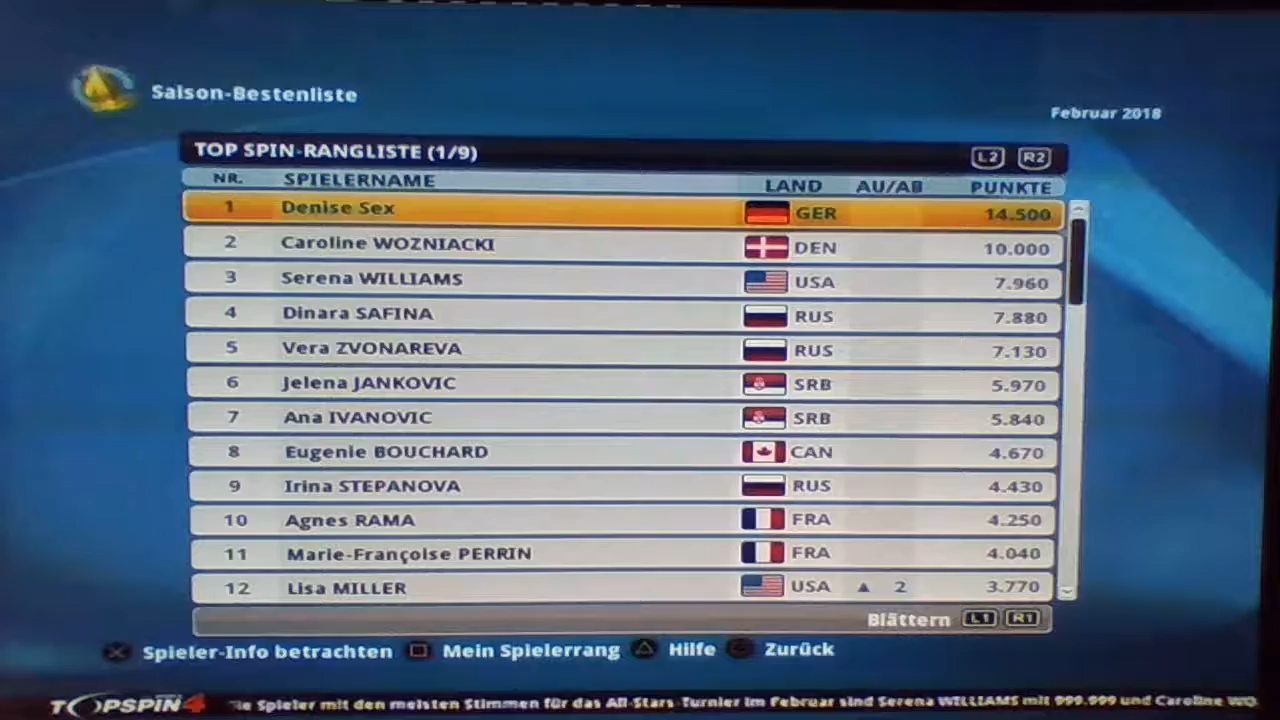 Saison-Bestenliste
Februar 2018
TOP SPIN-RANGLISTE (1/9) L2 R2
NR. SPIELERNAME LAND AU/AB PUNKTE
1 Denise Sex GER 14.500
2 Caroline WOZNIACKI DEN 10.000
3 Serena WILLIAMS USA 7.960
4 Dinara SAFINA RUS 7.880
5 Vera ZVONAREVA RUS 7.130
6 Jelena JANKOVIC SRB 5.970
7 Ana IVANOVIC SRB 5.840
8 Eugenie BOUCHARD CAN 4.670
9 Irina STEPANOVA RUS 4.430
10 Agnes RAMA FRA 4.250
11 Marie-Françoise PERRIN FRA 4.040
12 Lisa MILLER USA ▲ 2 3.770
Blättern L1 R1
Spieler-Info betrachten Mein Spielerrang Hilfe Zurück
TOPSPIN 4 Spieler mit den meisten Stimmen für das All-Stars-Turnier im Februar sind Serena WILLIAMS mit 999.999 und Caroline WO